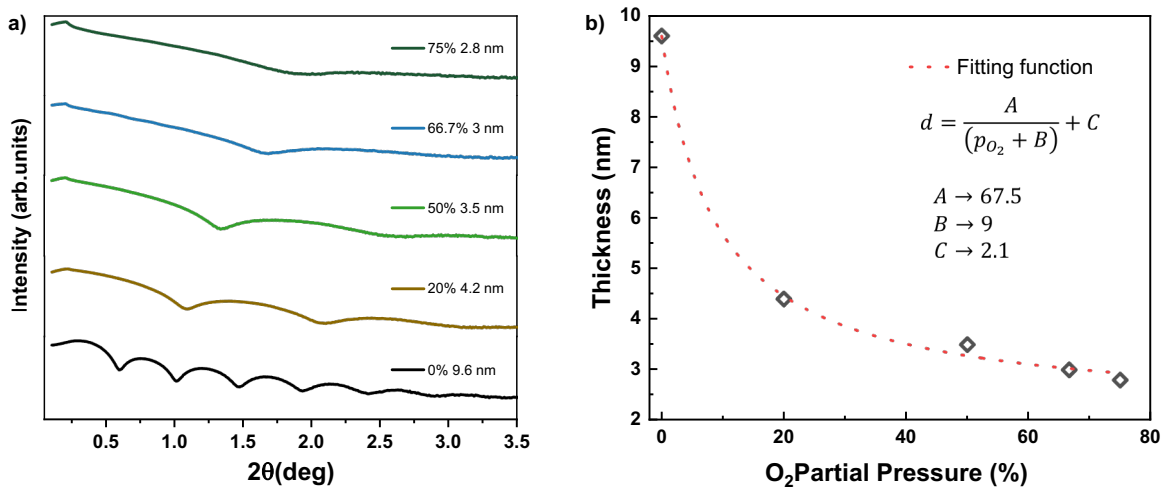 a)
Intensity (arb.units)
75% 2.8 nm
66.7% 3 nm
50% 3.5 nm
20% 4.2 nm
0% 9.6 nm
0.5 1.0 1.5 2.0 2.5 3.0 3.5
2θ(deg)
b)
Thickness (nm)
10
9
8
7
6
5
4
3
2
Fitting function
d = A / (p_{O_2} + B) + C
A → 67.5
B → 9
C → 2.1
0 20 40 60 80
O₂Partial Pressure (%)